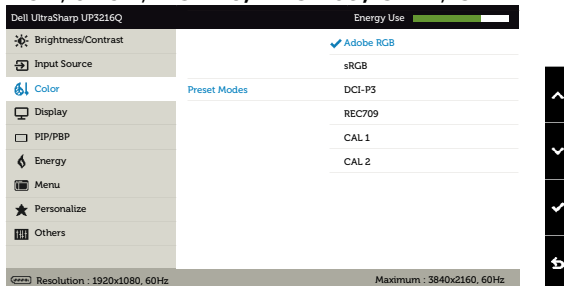 Dell UltraSharp UP3216Q Energy Use
Brightness/Contrast Adobe RGB
Input Source sRGB
Color Preset Modes DCI-P3
Display REC709
PIP/PBP CAL 1
Energy CAL 2
Menu
Personalize
Others
Resolution : 1920x1080, 60Hz Maximum : 3840x2160, 60Hz